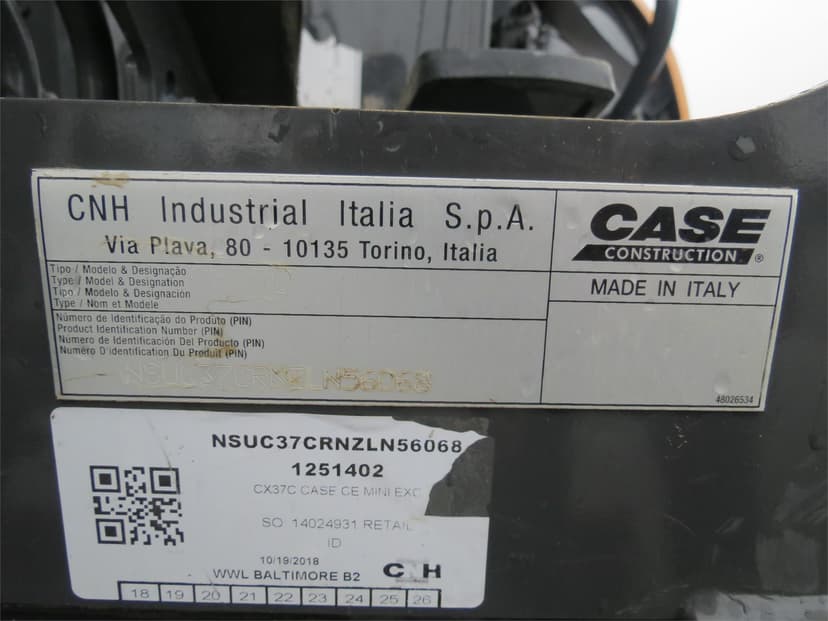 CNH Industrial Italia S.p.A.
Via Plava, 80 - 10135 Torino, Italia
CASE
CONSTRUCTION ®
MADE IN ITALY
Tipo / Modelo & Designação
Type / Model & Designation
Tipo / Modelo & Designación
Type / Nom et Modele
Número de Identificação do Produto (PIN)
Product Identification Number (PIN)
Número de Identificación Del Producto (PIN)
Numéro D'identification Du Produit (PIN)
NSUC37CRNZLN56068
48026534
NSUC37CRNZLN56068
1251402
CX37C CASE CE MINI EXC
SO 14024931 RETAIL
ID
10/19/2018
WWL BALTIMORE B2
CNH
18 19 20 21 22 23 24 25 26